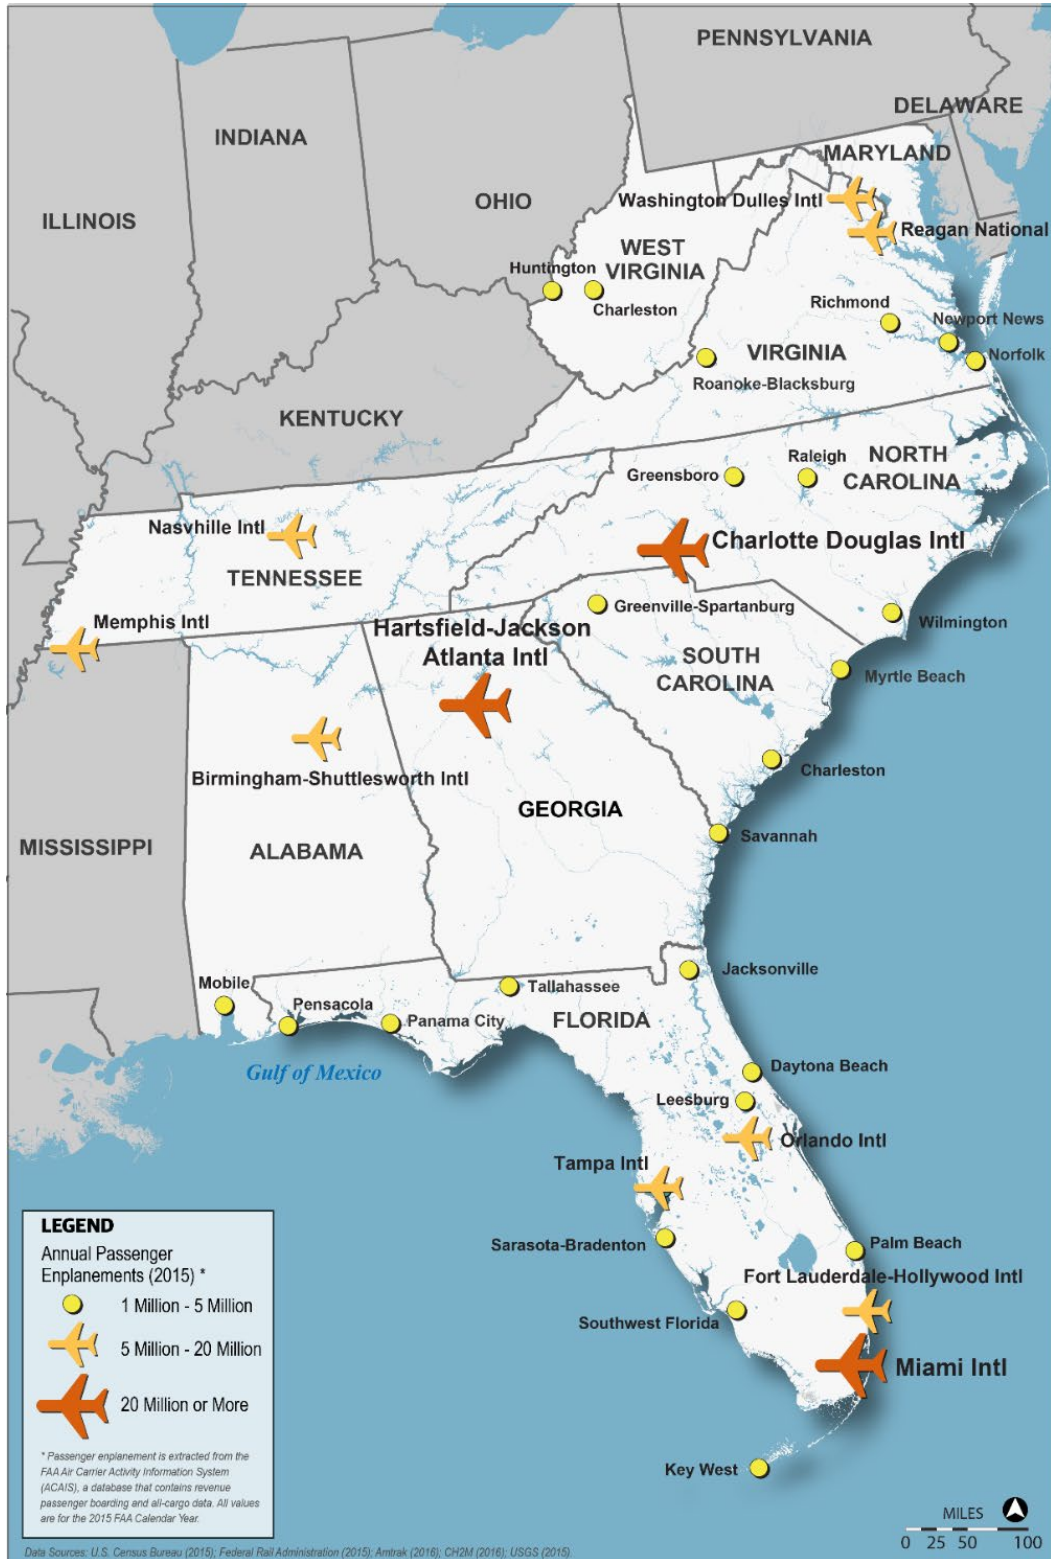 PENNSYLVANIA
DELAWARE
INDIANA
MARYLAND
OHIO
Washington Dulles Intl
ILLINOIS
Reagan National
WEST
VIRGINIA
Huntington
Charleston
Richmond
Newport News
VIRGINIA
Norfolk
Roanoke-Blacksburg
KENTUCKY
NORTH
CAROLINA
Raleigh
Greensboro
Nasvhille Intl
Charlotte Douglas Intl
TENNESSEE
Greenville-Spartanburg
Memphis Intl
Wilmington
Hartsfield-Jackson
Atlanta Intl
SOUTH
CAROLINA
Myrtle Beach
Charleston
Birmingham-Shuttlesworth Intl
GEORGIA
Savannah
MISSISSIPPI
ALABAMA
Jacksonville
Mobile
Tallahassee
Pensacola
Panama City
FLORIDA
Gulf of Mexico
Daytona Beach
Leesburg
Orlando Intl
Tampa Intl
Sarasota-Bradenton
Palm Beach
Fort Lauderdale-Hollywood Intl
Southwest Florida
Miami Intl
Key West
LEGEND
Annual Passenger
Enplanements (2015) *
1 Million - 5 Million
5 Million - 20 Million
20 Million or More
* Passenger enplanement is extracted from the
FAA Air Carrier Activity Information System
(ACAIS), a database that contains revenue
passenger boarding and all-cargo data. All values
are for the 2015 FAA Calendar Year.
MILES
0 25 50 100
Data Sources: U.S. Census Bureau (2015); Federal Rail Administration (2015); Amtrak (2016); CH2M (2016); USGS (2015).